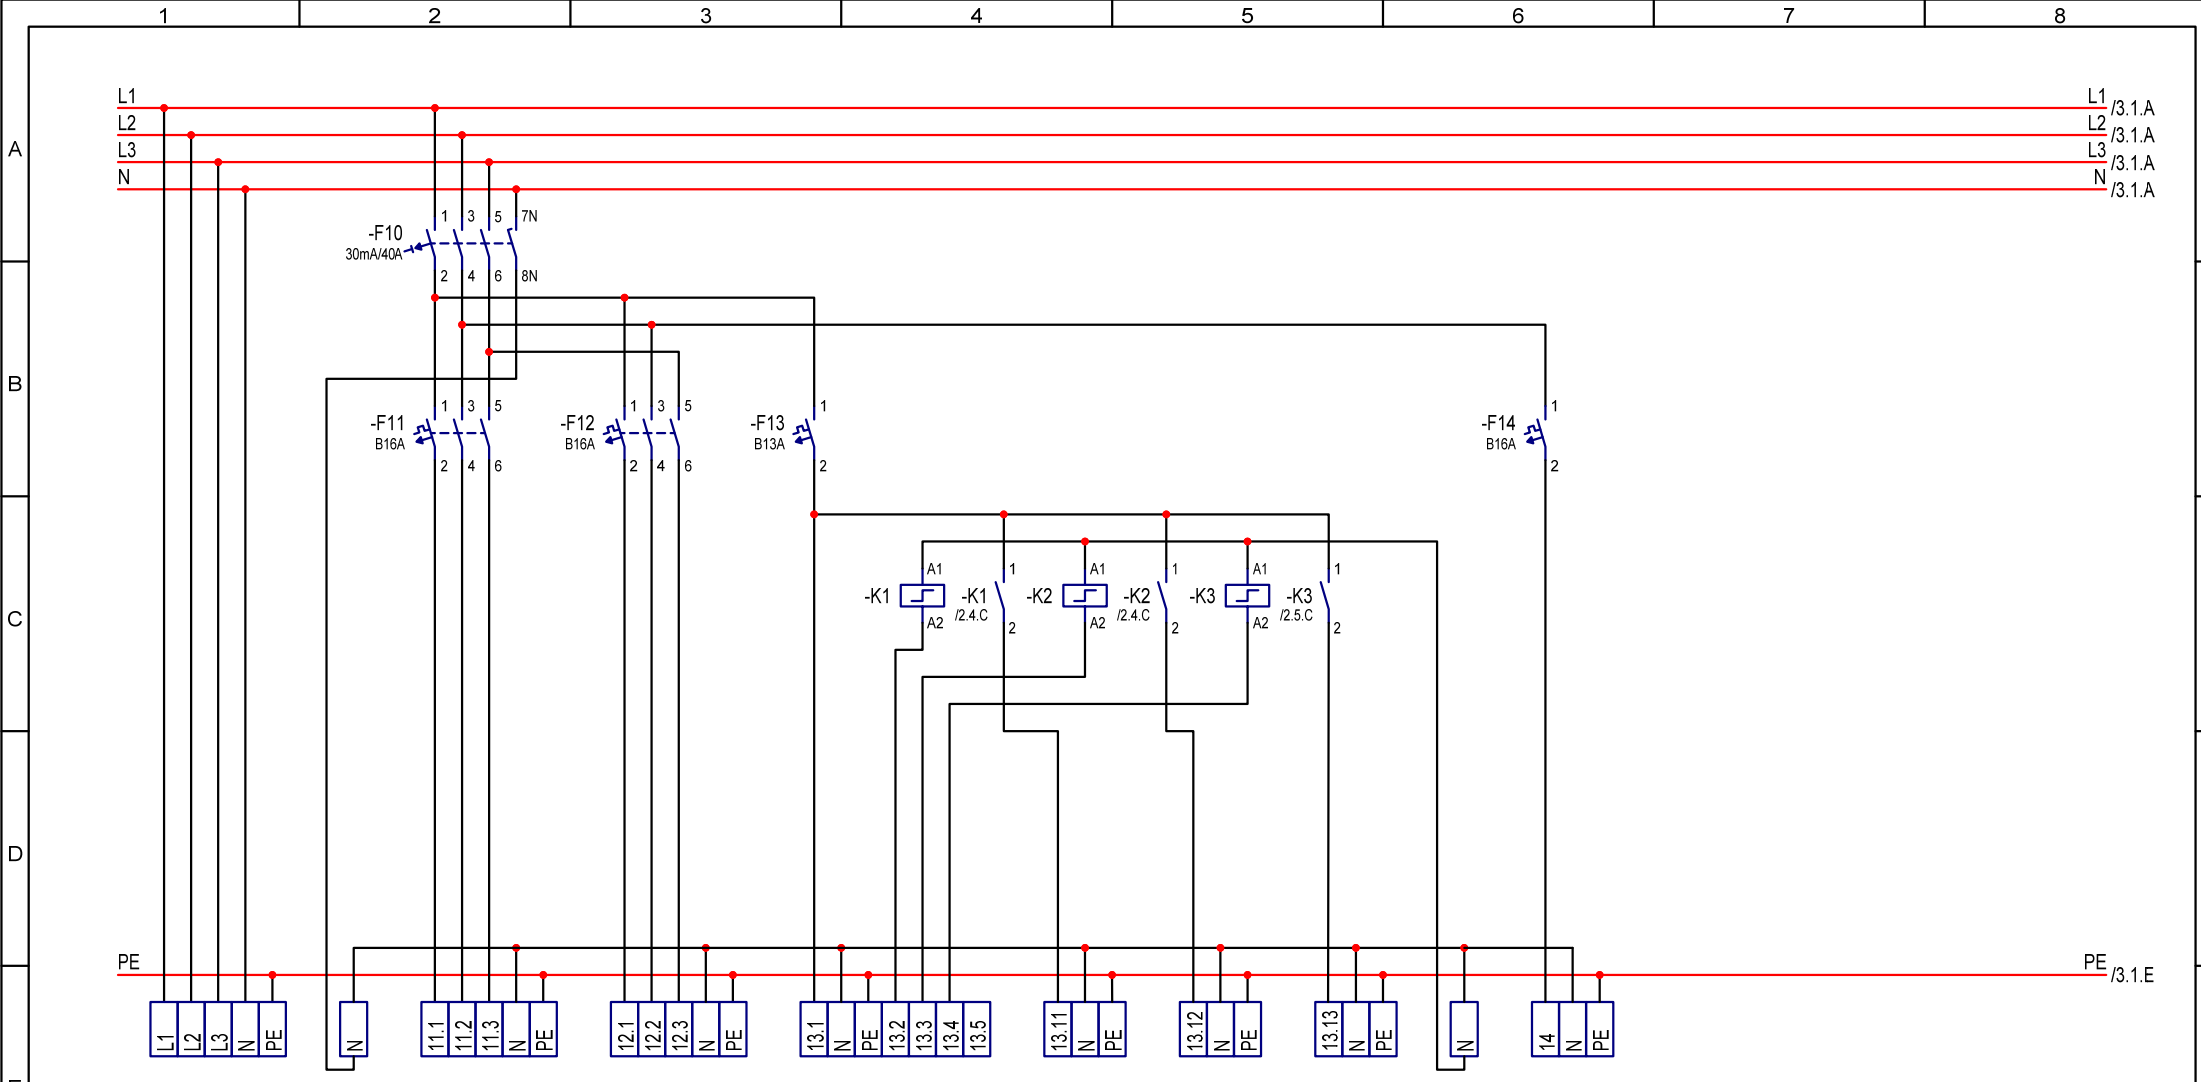 1 2 3 4 5 6 7 8
L1 L1 /3.1.A
L2 L2 /3.1.A
A
L3 L3 /3.1.A
N N /3.1.A
1 3 5 7N
-F10
30mA/40A
2 4 6 8N
B
1 3 5 1 3 5 1 1
-F11 -F12 -F13 -F14
B16A B16A B13A B16A
2 4 6 2 4 6 2 2
A1 1 A1 1 A1 1
-K1 -K1 -K2 -K2 -K3 -K3
/2.4.C /2.4.C /2.5.C
C
A2 2 A2 2 A2 2
D
PE PE /3.1.E
L1 L2 L3 N PE N 11.1 11.2 11.3 N PE 12.1 12.2 12.3 N PE 13.1 N PE 13.2 13.3 13.4 13.5 13.11 N PE 13.12 N PE 13.13 N PE N 14 N PE